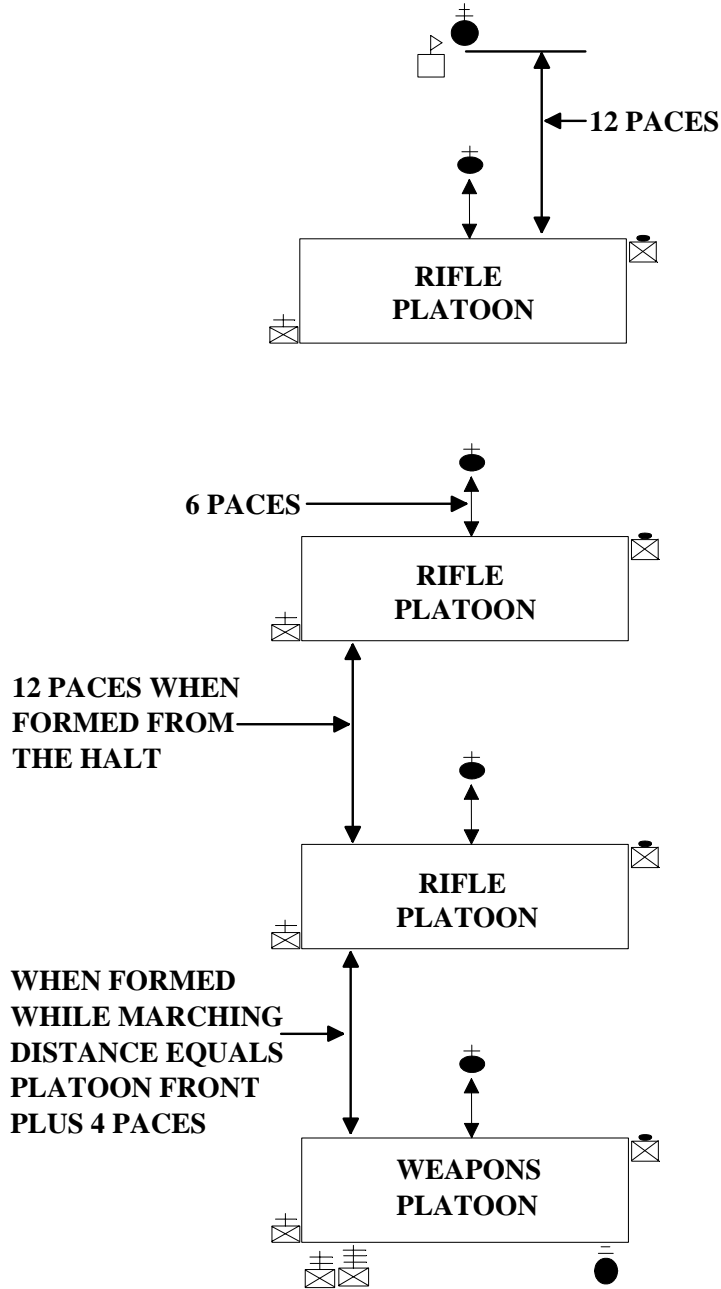 12 PACES
RIFLE
PLATOON
6 PACES
RIFLE
PLATOON
12 PACES WHEN
FORMED FROM
THE HALT
RIFLE
PLATOON
WHEN FORMED
WHILE MARCHING
DISTANCE EQUALS
PLATOON FRONT
PLUS 4 PACES
WEAPONS
PLATOON